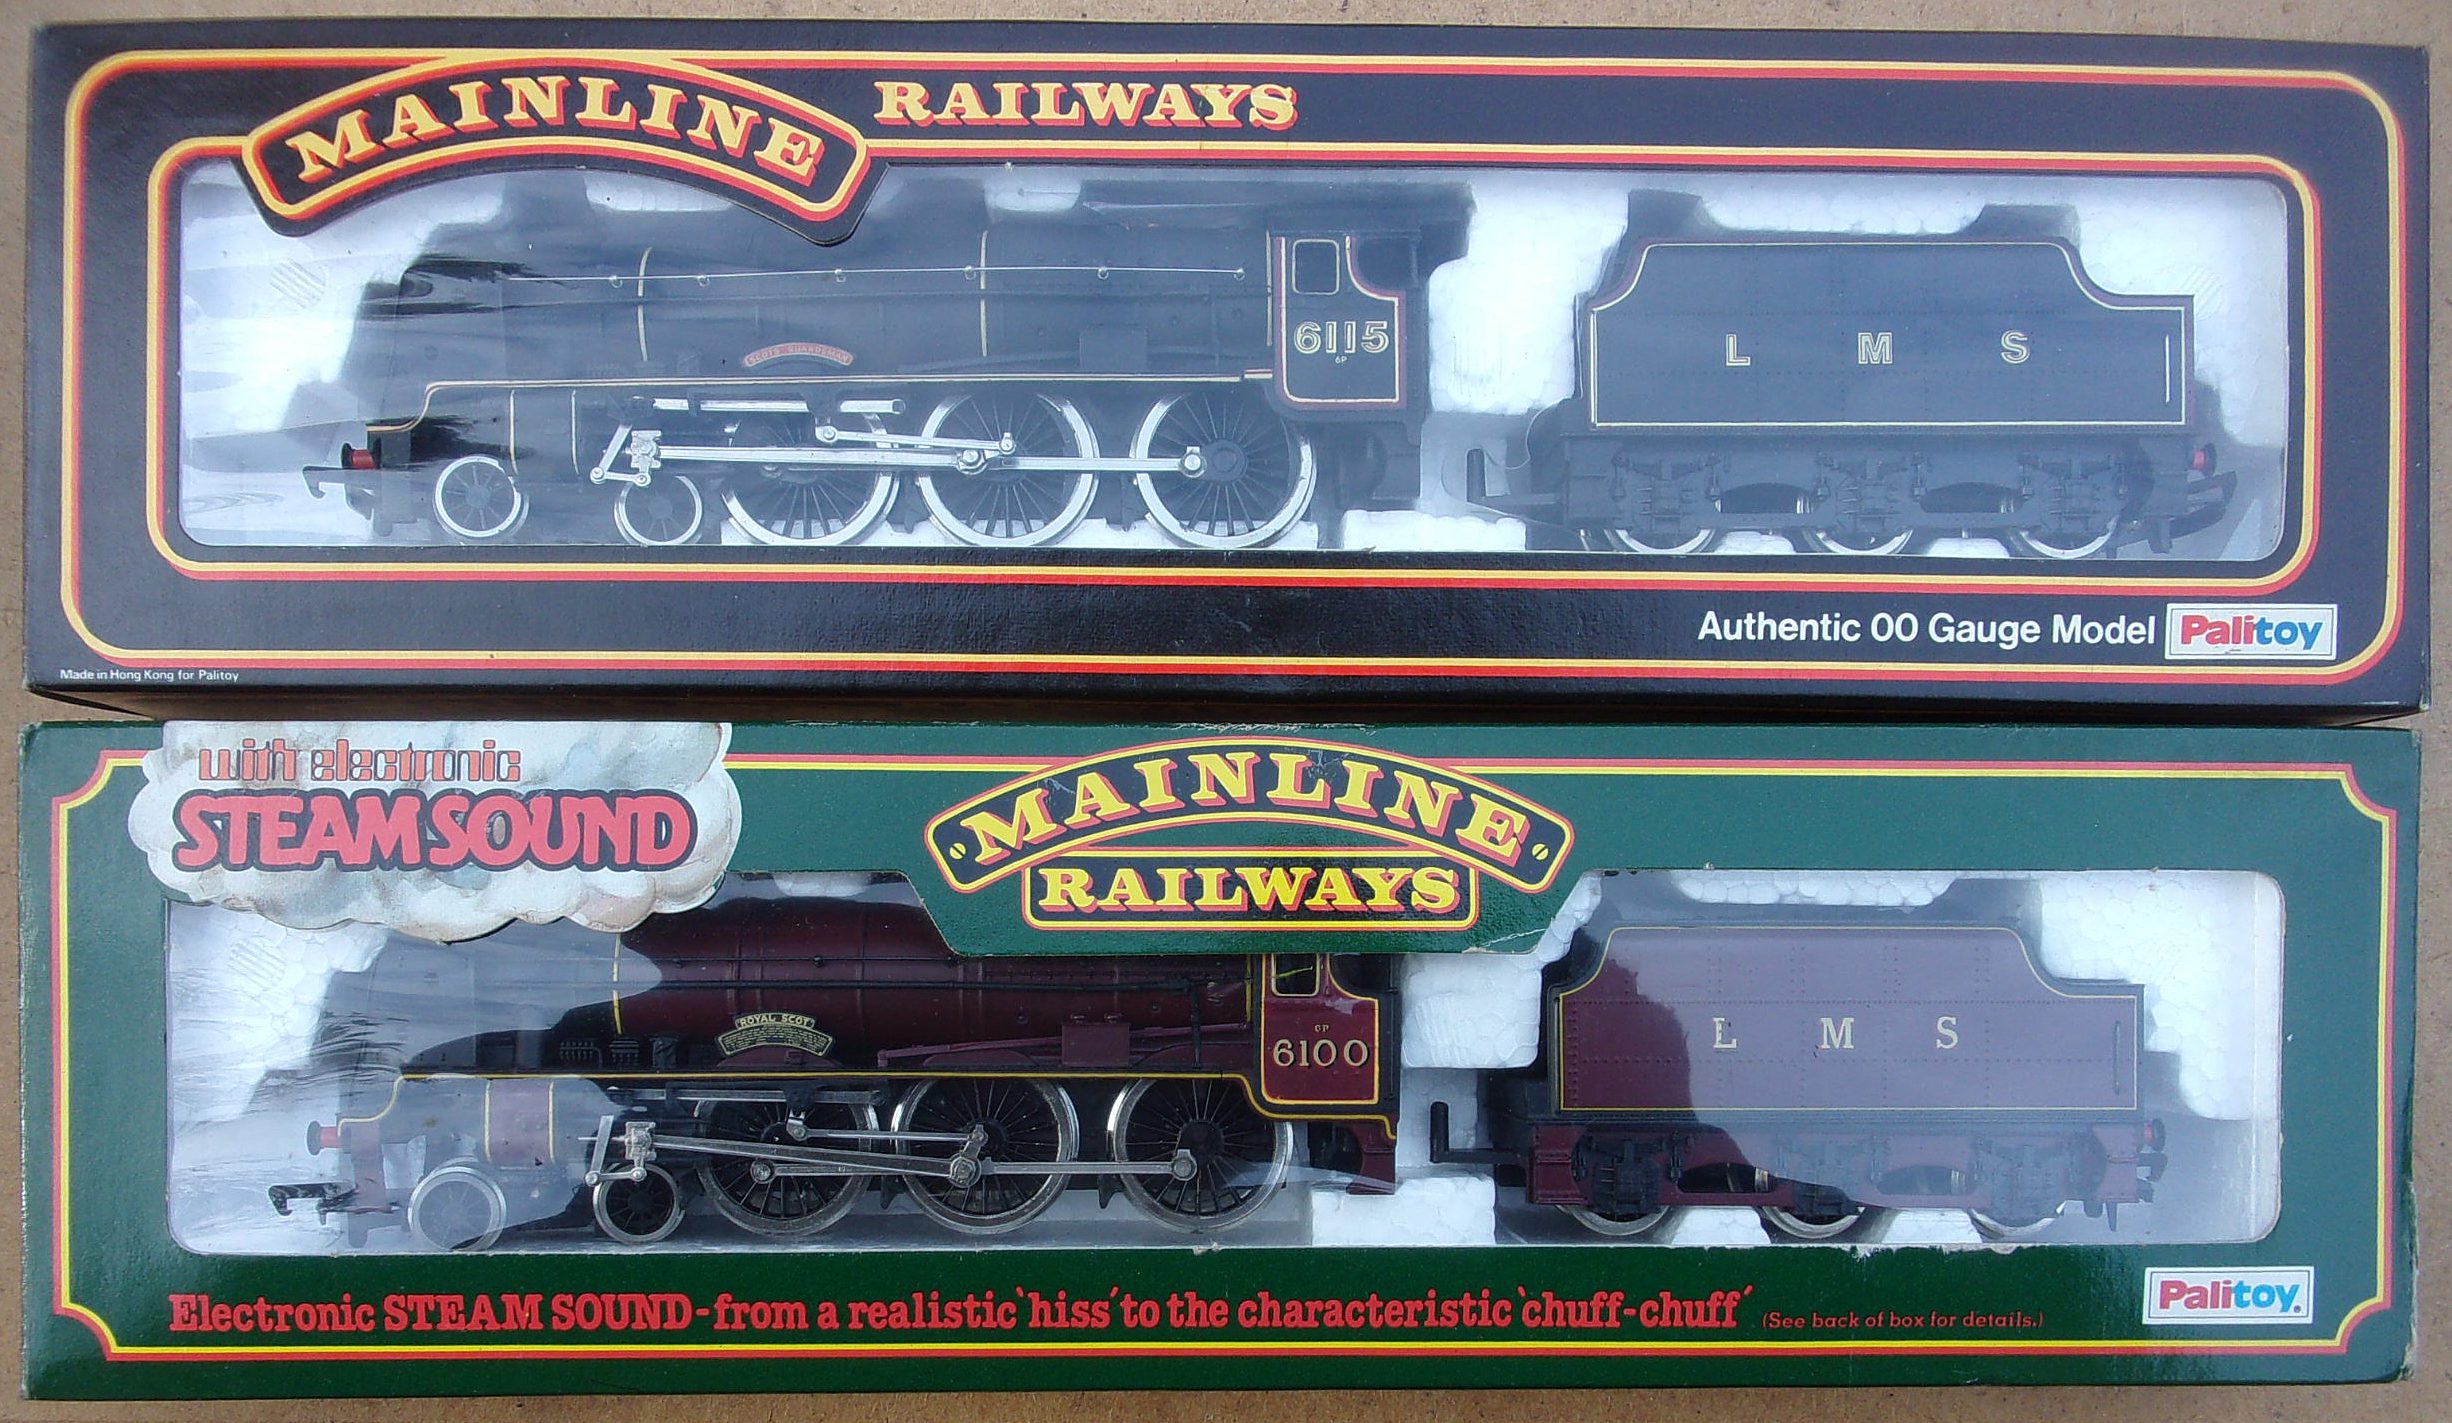 MAINLINE RAILWAYS
SCOTS GUARDSMAN
6115
6P
L M S
Authentic 00 Gauge Model Palitoy
Made in Hong Kong for Palitoy
with electronic
STEAM SOUND
MAINLINE
RAILWAYS
ROYAL SCOT
6P
6100
L M S
Electronic STEAM SOUND-from a realistic 'hiss' to the characteristic 'chuff-chuff' (See back of box for details.)
Palitoy